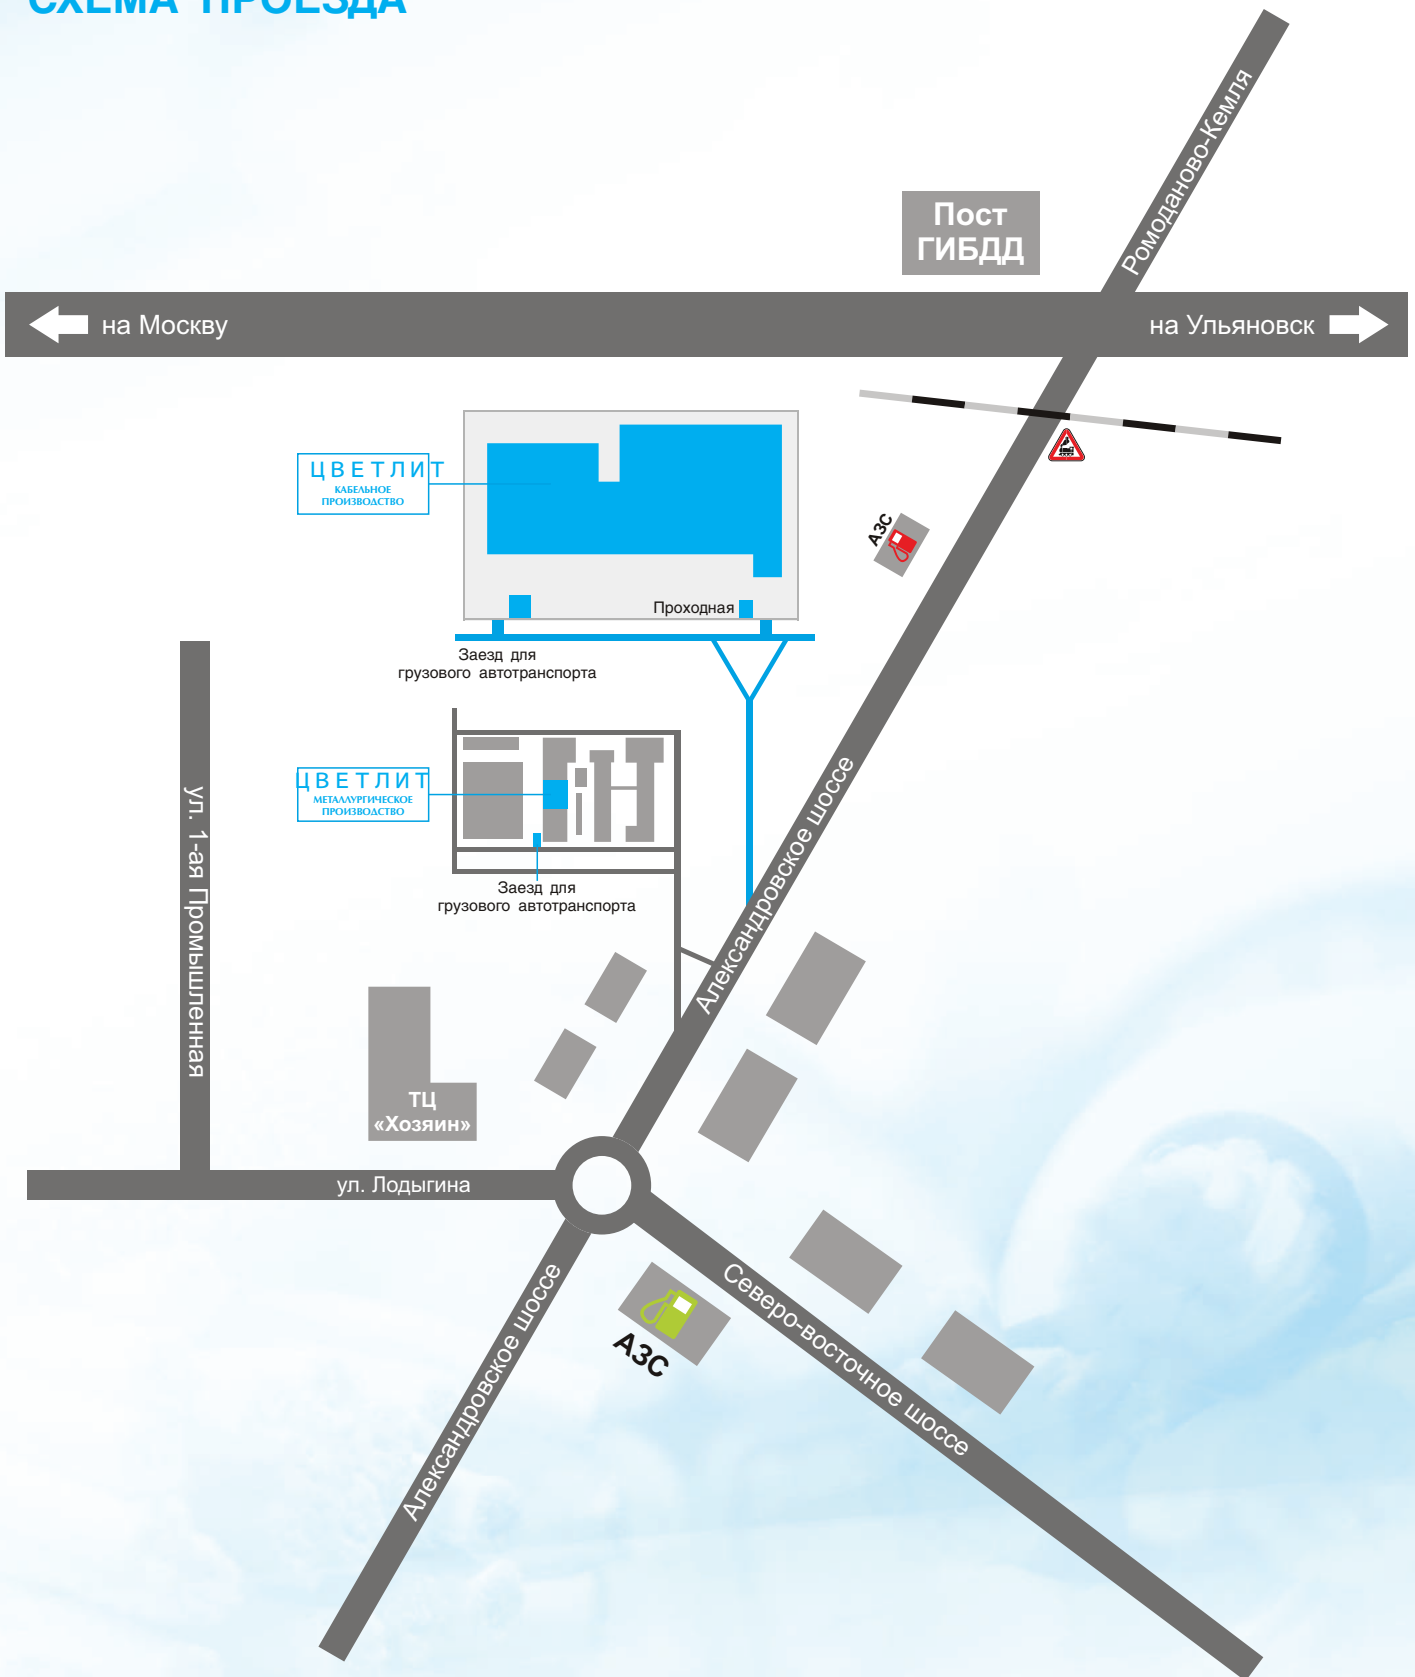 СХЕМА ПРОЕЗДА
Ромоданово-Кемля
Пост
ГИБДД
на Москву
на Ульяновск
ЦВЕТЛИТ
КАБЕЛЬНОЕ
ПРОИЗВОДСТВО
АЗС
Проходная
Заезд для
грузового автотранспорта
ЦВЕТЛИТ
МЕТАЛЛУРГИЧЕСКОЕ
ПРОИЗВОДСТВО
Заезд для
грузового автотранспорта
Александровское шоссе
ул. 1-ая Промышленная
ТЦ
«Хозяин»
ул. Лодыгина
АЗС
Северо-восточное шоссе
Александровское шоссе